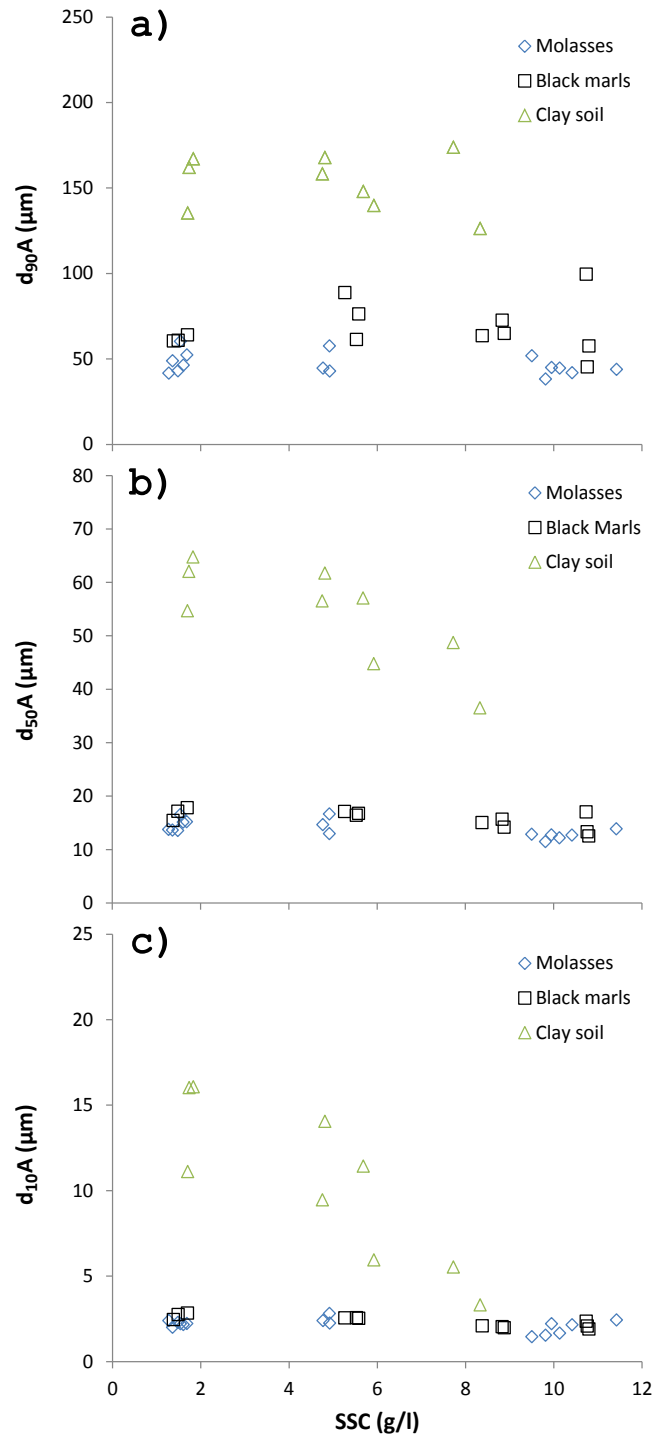 a)
Molasses
Black marls
Clay soil
250
200
150
100
50
0
d90A (µm)
b)
Molasses
Black Marls
Clay soil
80
70
60
50
40
30
20
10
0
d50A (µm)
c)
Molasses
Black marls
Clay soil
25
20
15
10
5
0
d10A (µm)
0 2 4 6 8 10 12
SSC (g/l)